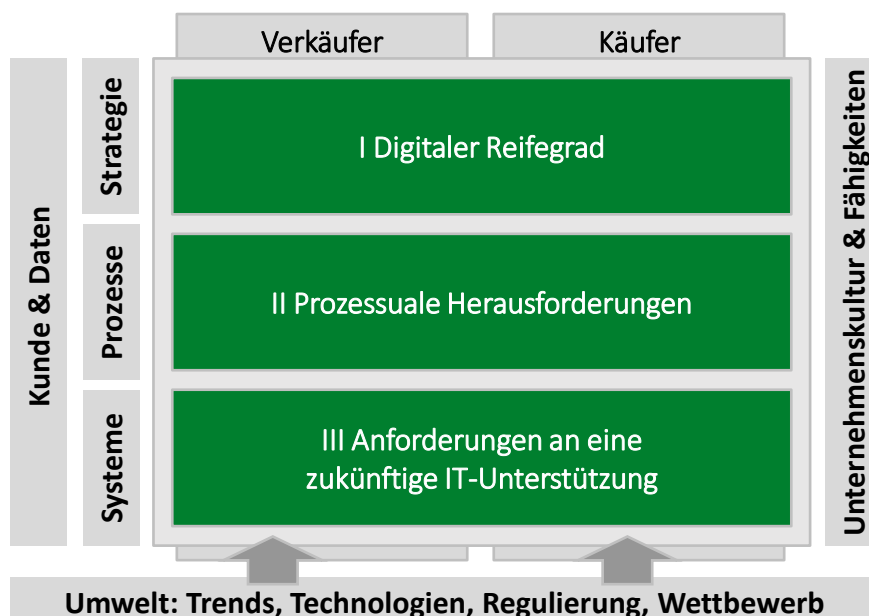 Verkäufer
Käufer
Kunde & Daten
Strategie
Prozesse
Systeme
I Digitaler Reifegrad
II Prozessuale Herausforderungen
III Anforderungen an eine
zukünftige IT-Unterstützung
Unternehmenskultur & Fähigkeiten
Umwelt: Trends, Technologien, Regulierung, Wettbewerb